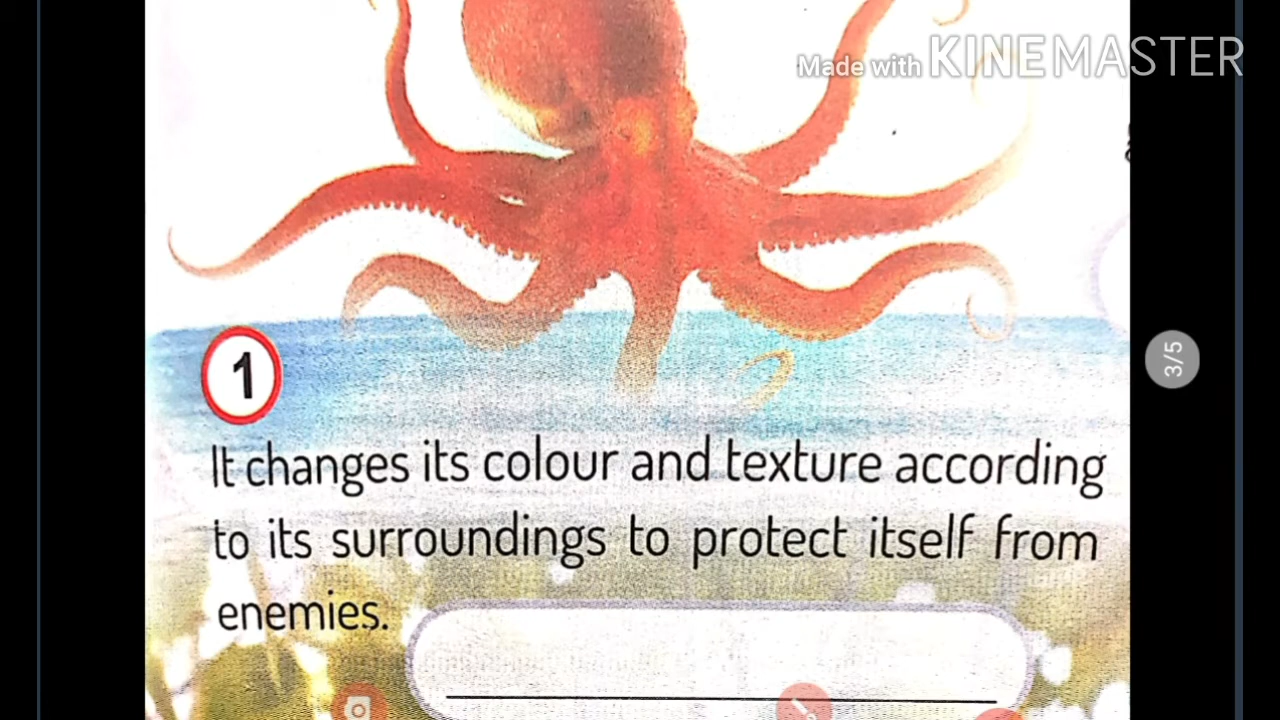 Made with KINEMASTER
3/5
1
It changes its colour and texture according
to its surroundings to protect itself from
enemies.